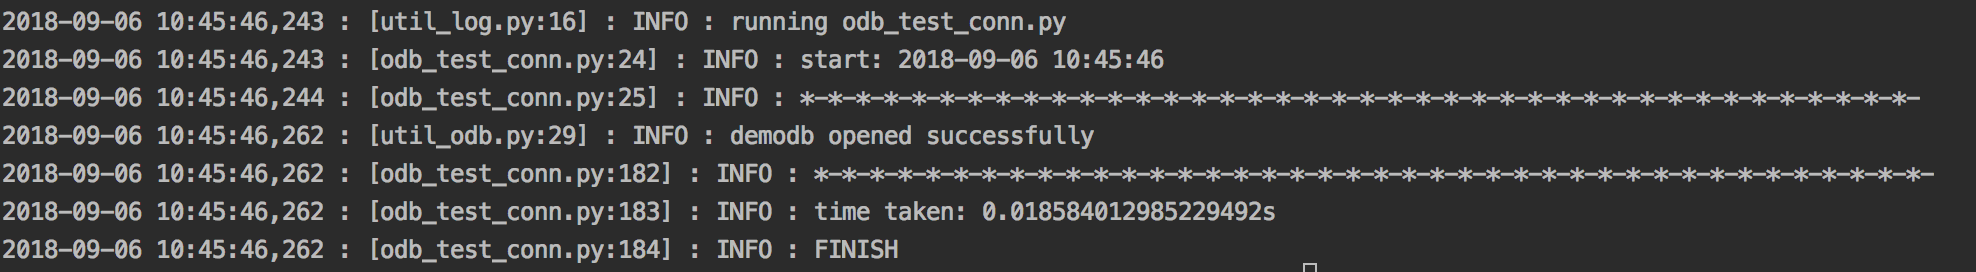 2018-09-06 10:45:46,243 : [util_log.py:16] : INFO : running odb_test_conn.py
2018-09-06 10:45:46,243 : [odb_test_conn.py:24] : INFO : start: 2018-09-06 10:45:46
2018-09-06 10:45:46,244 : [odb_test_conn.py:25] : INFO : *-*-*-*-*-*-*-*-*-*-*-*-*-*-*-*-*-*-*-*-*-*-*-*-*-*-*-*-*-*-*-*-*-*-*-*-*-*-*-*-
2018-09-06 10:45:46,262 : [util_odb.py:29] : INFO : demodb opened successfully
2018-09-06 10:45:46,262 : [odb_test_conn.py:182] : INFO : *-*-*-*-*-*-*-*-*-*-*-*-*-*-*-*-*-*-*-*-*-*-*-*-*-*-*-*-*-*-*-*-*-*-*-*-*-*-*-*-
2018-09-06 10:45:46,262 : [odb_test_conn.py:183] : INFO : time taken: 0.018584012985229492s
2018-09-06 10:45:46,262 : [odb_test_conn.py:184] : INFO : FINISH